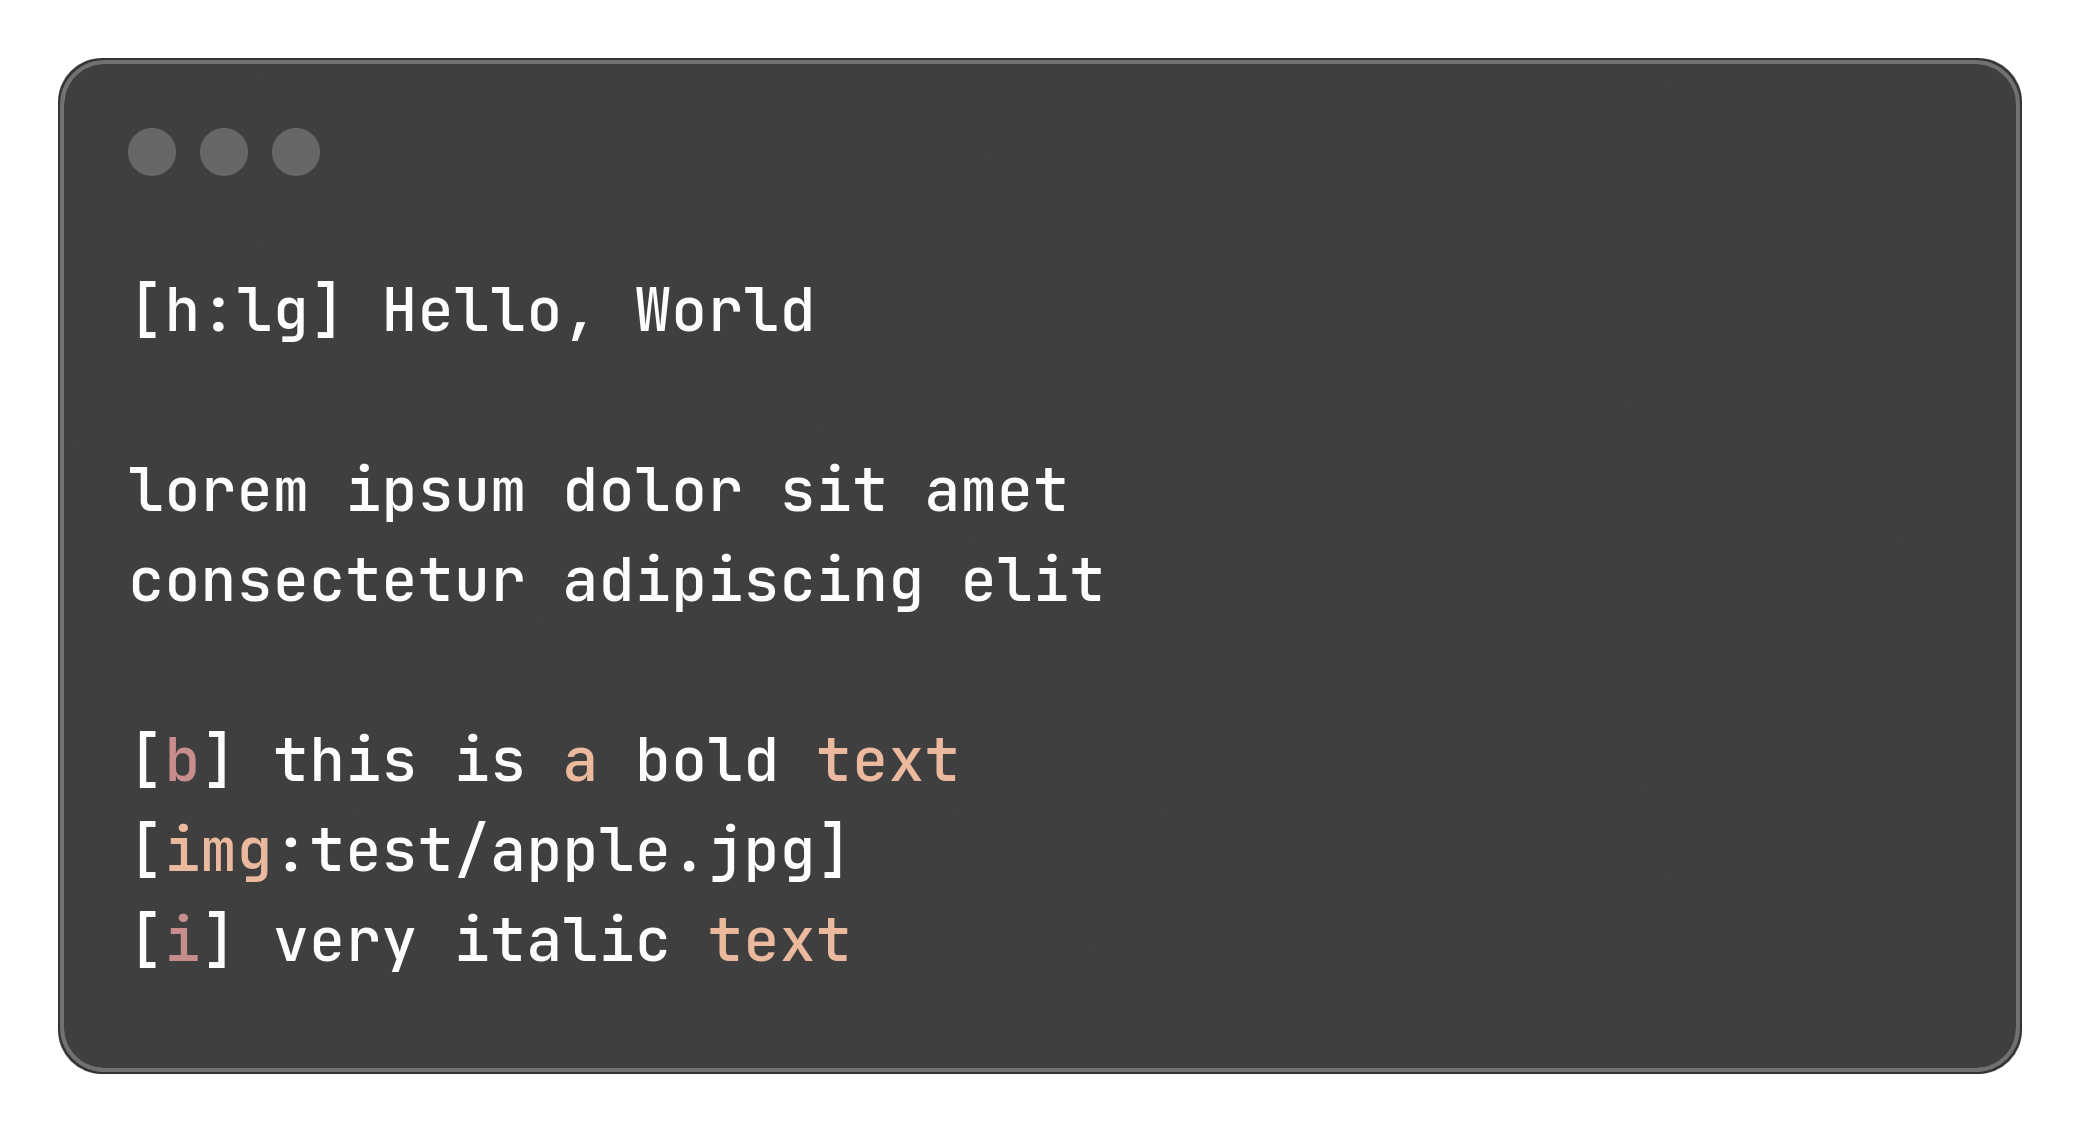 [h:lg] Hello, World
lorem ipsum dolor sit amet
consectetur adipiscing elit
[b] this is a bold text
[img:test/apple.jpg]
[i] very italic text